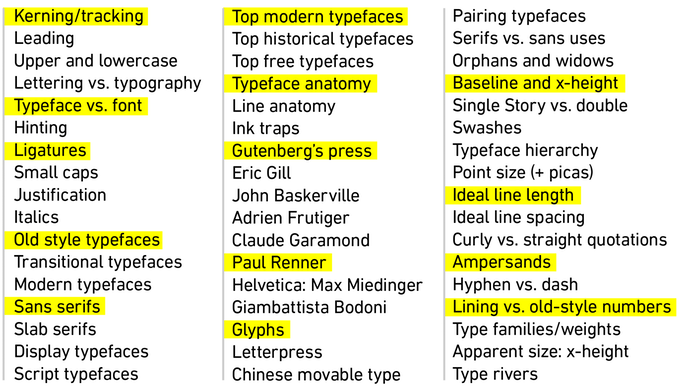 Kerning/tracking
Leading
Upper and lowercase
Lettering vs. typography
Typeface vs. font
Hinting
Ligatures
Small caps
Justification
Italics
Old style typefaces
Transitional typefaces
Modern typefaces
Sans serifs
Slab serifs
Display typefaces
Script typefaces
Top modern typefaces
Top historical typefaces
Top free typefaces
Typeface anatomy
Line anatomy
Ink traps
Gutenberg's press
Eric Gill
John Baskerville
Adrien Frutiger
Claude Garamond
Paul Renner
Helvetica: Max Miedinger
Giambattista Bodoni
Glyphs
Letterpress
Chinese movable type
Pairing typefaces
Serifs vs. sans uses
Orphans and widows
Baseline and x-height
Single Story vs. double
Swashes
Typeface hierarchy
Point size (+ picas)
Ideal line length
Ideal line spacing
Curly vs. straight quotations
Ampersands
Hyphen vs. dash
Lining vs. old-style numbers
Type families/weights
Apparent size: x-height
Type rivers